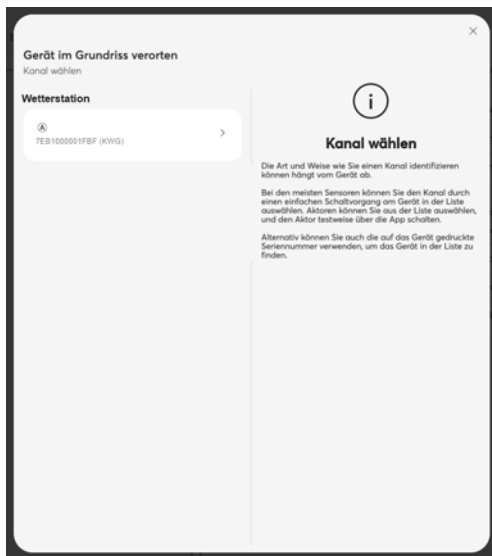 Gerät im Grundriss verorten
Kanal wählen
Wetterstation
A
7EB1000001FBF (KWG)
i
Kanal wählen
Die Art und Weise wie Sie einen Kanal identifizieren
können hängt vom Gerät ab.
Bei den meisten Sensoren können Sie den Kanal durch
einen einfachen Schaltvorgang am Gerät in der Liste
auswählen. Aktoren können Sie aus der Liste auswählen,
und den Aktor testweise über die App schalten.
Alternativ können Sie auch die auf das Gerät gedruckte
Seriennummer verwenden, um das Gerät in der Liste zu
finden.